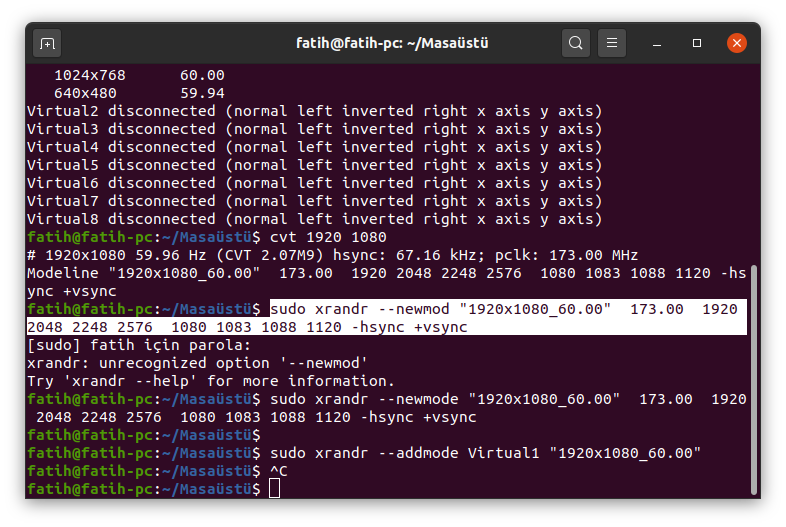 fatih@fatih-pc: ~/Masaüstü
1024x768      60.00
640x480       59.94
Virtual2 disconnected (normal left inverted right x axis y axis)
Virtual3 disconnected (normal left inverted right x axis y axis)
Virtual4 disconnected (normal left inverted right x axis y axis)
Virtual5 disconnected (normal left inverted right x axis y axis)
Virtual6 disconnected (normal left inverted right x axis y axis)
Virtual7 disconnected (normal left inverted right x axis y axis)
Virtual8 disconnected (normal left inverted right x axis y axis)
fatih@fatih-pc:~/Masaüstü$ cvt 1920 1080
# 1920x1080 59.96 Hz (CVT 2.07M9) hsync: 67.16 kHz; pclk: 173.00 MHz
Modeline "1920x1080_60.00"  173.00  1920 2048 2248 2576  1080 1083 1088 1120 -hs
ync +vsync
fatih@fatih-pc:~/Masaüstü$ sudo xrandr --newmod "1920x1080_60.00"  173.00  1920
2048 2248 2576  1080 1083 1088 1120 -hsync +vsync
[sudo] fatih için parola:
xrandr: unrecognized option '--newmod'
Try 'xrandr --help' for more information.
fatih@fatih-pc:~/Masaüstü$ sudo xrandr --newmode "1920x1080_60.00"  173.00  1920
 2048 2248 2576  1080 1083 1088 1120 -hsync +vsync
fatih@fatih-pc:~/Masaüstü$
fatih@fatih-pc:~/Masaüstü$ sudo xrandr --addmode Virtual1 "1920x1080_60.00"
fatih@fatih-pc:~/Masaüstü$ ^C
fatih@fatih-pc:~/Masaüstü$